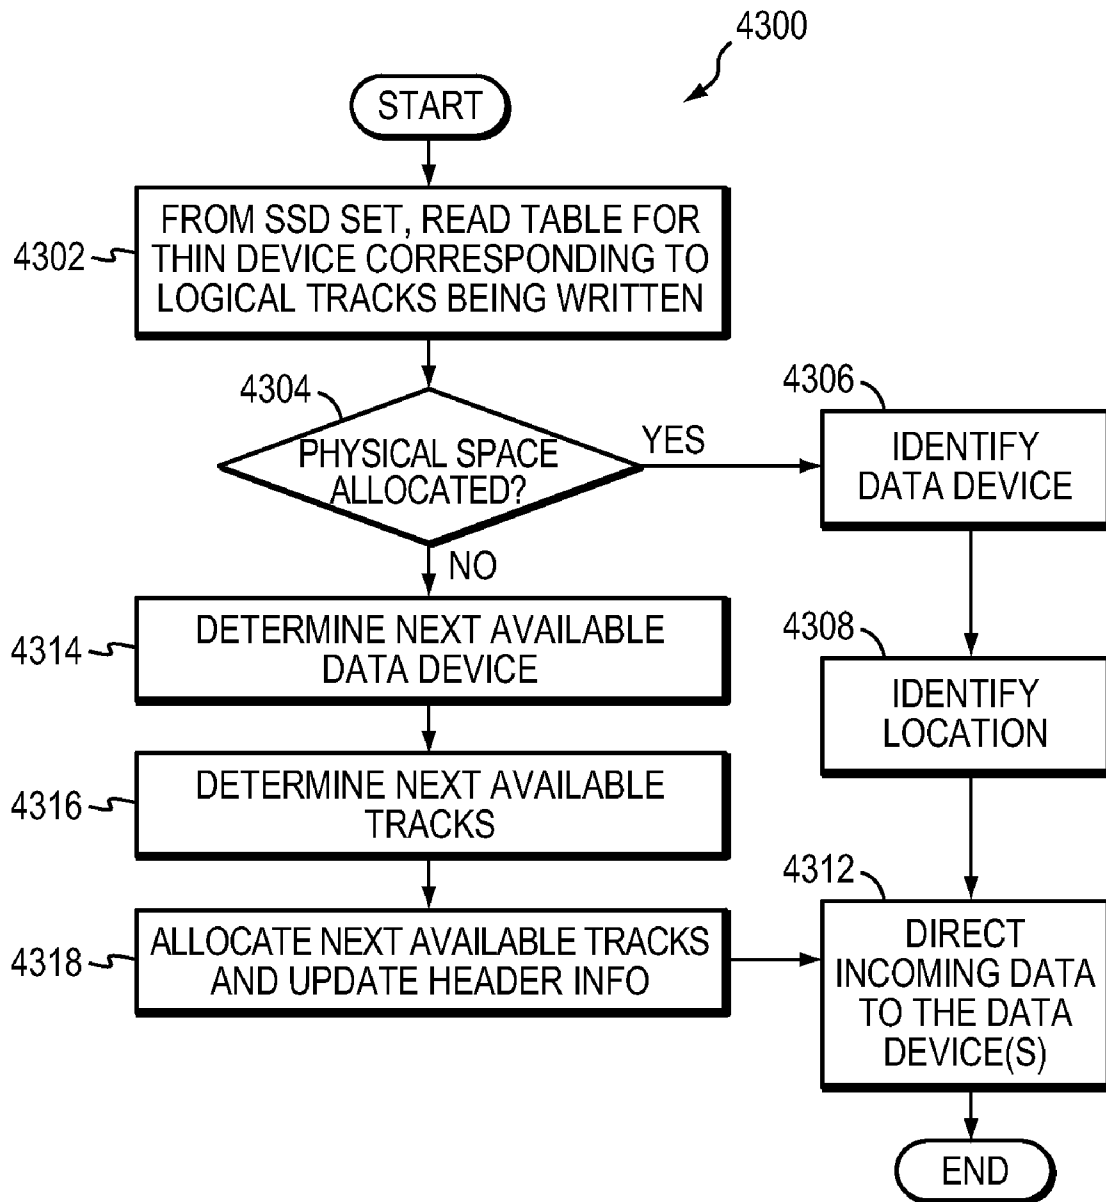 4300
START
4302
FROM SSD SET, READ TABLE FOR
THIN DEVICE CORRESPONDING TO
LOGICAL TRACKS BEING WRITTEN
4304
PHYSICAL SPACE
ALLOCATED?
YES
4306
IDENTIFY
DATA DEVICE
NO
4314
DETERMINE NEXT AVAILABLE
DATA DEVICE
4308
IDENTIFY
LOCATION
4316
DETERMINE NEXT AVAILABLE
TRACKS
4318
ALLOCATE NEXT AVAILABLE TRACKS
AND UPDATE HEADER INFO
4312
DIRECT
INCOMING DATA
TO THE DATA
DEVICE(S)
END